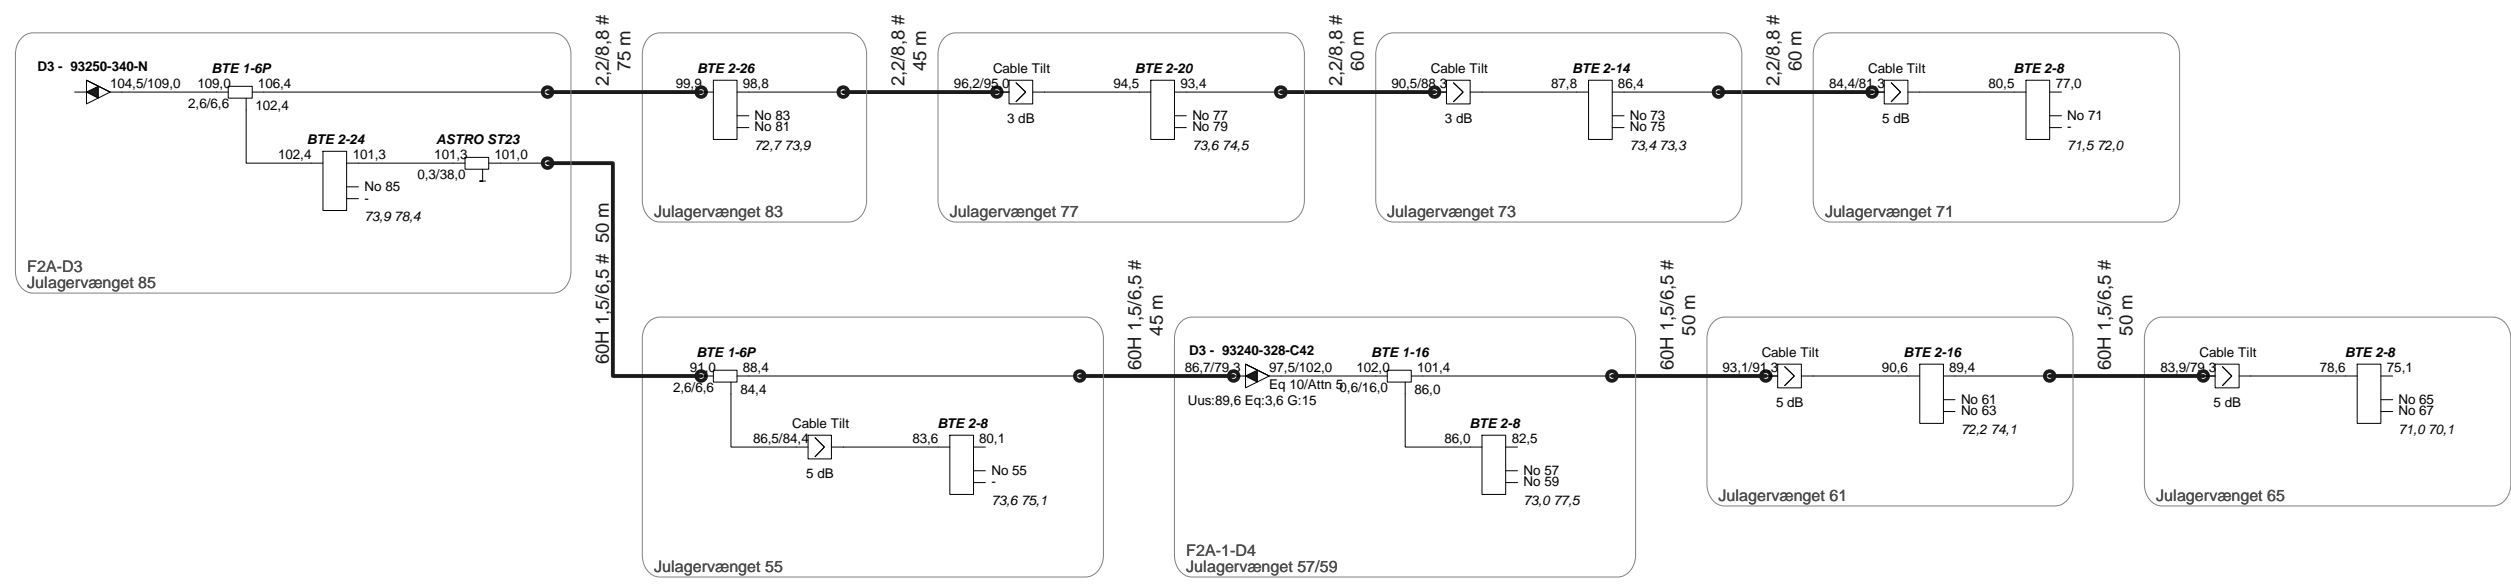 D3 - 93250-340-N
104,5/109,0
BTE 1-6P
109,0
106,4
2,6/6,6
102,4
BTE 2-24
102,4
101,3
No 85
-
73,9 78,4
ASTRO ST23
101,3
101,0
0,3/38,0
F2A-D3
Julagervænget 85
2,2/8,8 #
75 m
BTE 2-26
99,9
98,8
No 83
No 81
72,7 73,9
Julagervænget 83
2,2/8,8 #
45 m
96,2/95,0
Cable Tilt
3 dB
BTE 2-20
94,5
93,4
No 77
No 79
73,6 74,5
Julagervænget 77
2,2/8,8 #
60 m
90,5/88,3
Cable Tilt
3 dB
BTE 2-14
87,8
86,4
No 73
No 75
73,4 73,3
Julagervænget 73
2,2/8,8 #
60 m
84,4/81,3
Cable Tilt
5 dB
BTE 2-8
80,5
77,0
No 71
-
71,5 72,0
Julagervænget 71
60H 1,5/6,5 # 50 m
BTE 1-6P
91,0
88,4
2,6/6,6
84,4
86,5/84,4
Cable Tilt
5 dB
BTE 2-8
83,6
80,1
No 55
-
73,6 75,1
Julagervænget 55
60H 1,5/6,5 #
45 m
D3 - 93240-328-C42
86,7/79,3
97,5/102,0
Eq 10/Attn 5
Uus:89,6 Eq:3,6 G:15
BTE 1-16
102,0
101,4
0,6/16,0
86,0
BTE 2-8
86,0
82,5
No 57
No 59
73,0 77,5
F2A-1-D4
Julagervænget 57/59
60H 1,5/6,5 #
50 m
93,1/91,3
Cable Tilt
5 dB
BTE 2-16
90,6
89,4
No 61
No 63
72,2 74,1
Julagervænget 61
60H 1,5/6,5 #
50 m
83,9/79,3
Cable Tilt
5 dB
BTE 2-8
78,6
75,1
No 65
No 67
71,0 70,1
Julagervænget 65